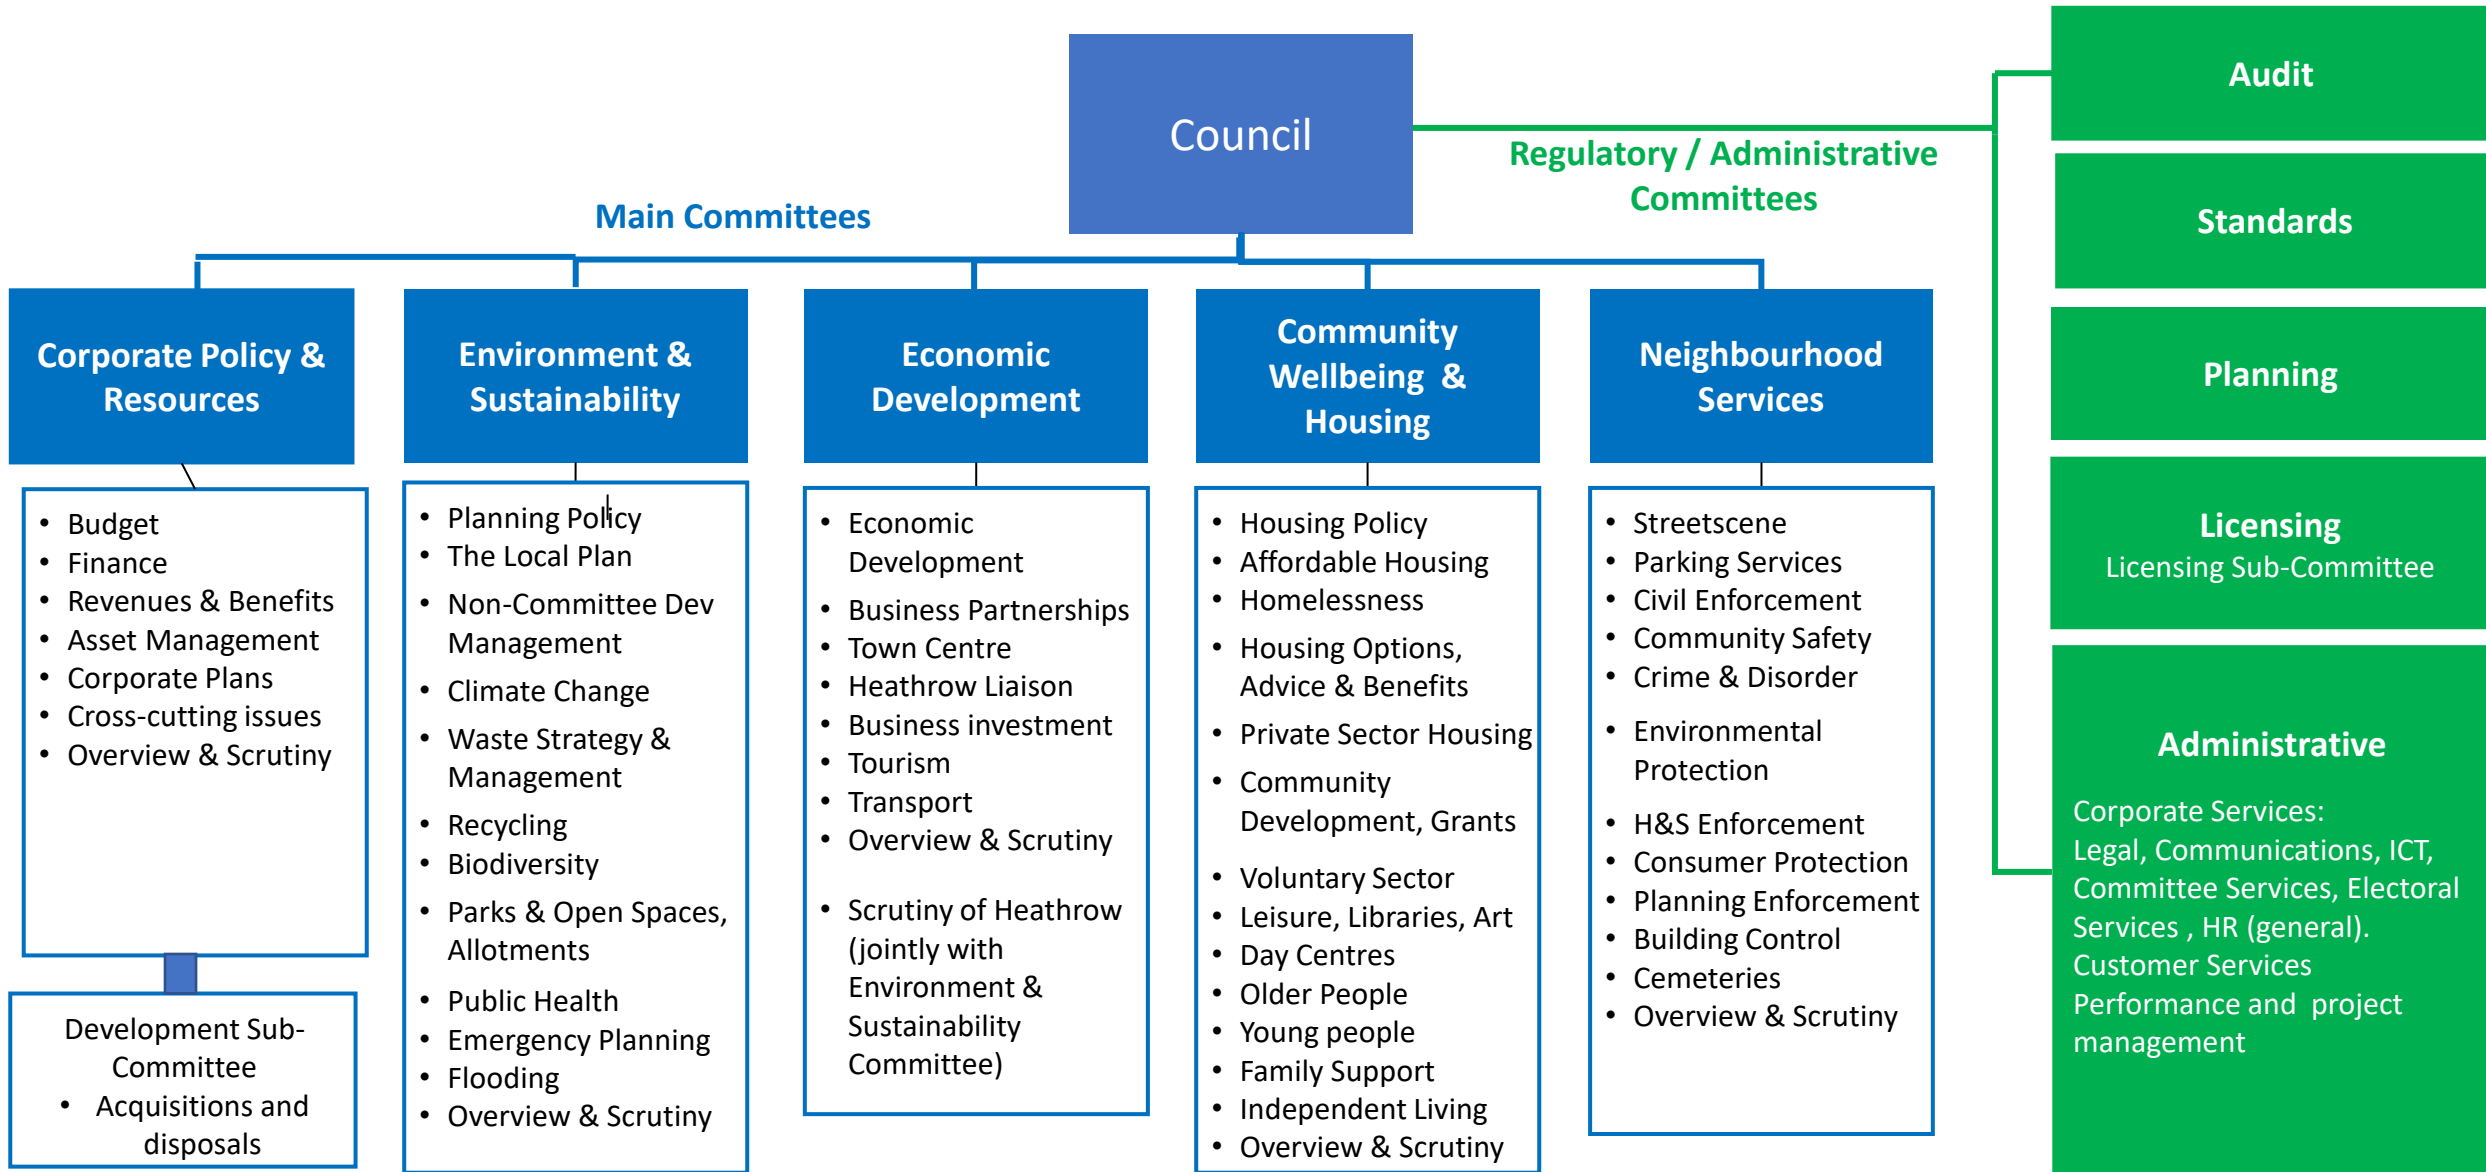 Council
Main Committees
Regulatory / Administrative
Committees
Corporate Policy &
Resources
• Budget
• Finance
• Revenues & Benefits
• Asset Management
• Corporate Plans
• Cross-cutting issues
• Overview & Scrutiny
Development Sub-
Committee
• Acquisitions and
disposals
Environment &
Sustainability
• Planning Policy
• The Local Plan
• Non-Committee Dev
Management
• Climate Change
• Waste Strategy &
Management
• Recycling
• Biodiversity
• Parks & Open Spaces,
Allotments
• Public Health
• Emergency Planning
• Flooding
• Overview & Scrutiny
Economic
Development
• Economic
Development
• Business Partnerships
• Town Centre
• Heathrow Liaison
• Business investment
• Tourism
• Transport
• Overview & Scrutiny
• Scrutiny of Heathrow
(jointly with
Environment &
Sustainability
Committee)
Community
Wellbeing &
Housing
• Housing Policy
• Affordable Housing
• Homelessness
• Housing Options,
Advice & Benefits
• Private Sector Housing
• Community
Development, Grants
• Voluntary Sector
• Leisure, Libraries, Art
• Day Centres
• Older People
• Young people
• Family Support
• Independent Living
• Overview & Scrutiny
Neighbourhood
Services
• Streetscene
• Parking Services
• Civil Enforcement
• Community Safety
• Crime & Disorder
• Environmental
Protection
• H&S Enforcement
• Consumer Protection
• Planning Enforcement
• Building Control
• Cemeteries
• Overview & Scrutiny
Audit
Standards
Planning
Licensing
Licensing Sub-Committee
Administrative
Corporate Services:
Legal, Communications, ICT,
Committee Services, Electoral
Services , HR (general).
Customer Services
Performance and project
management